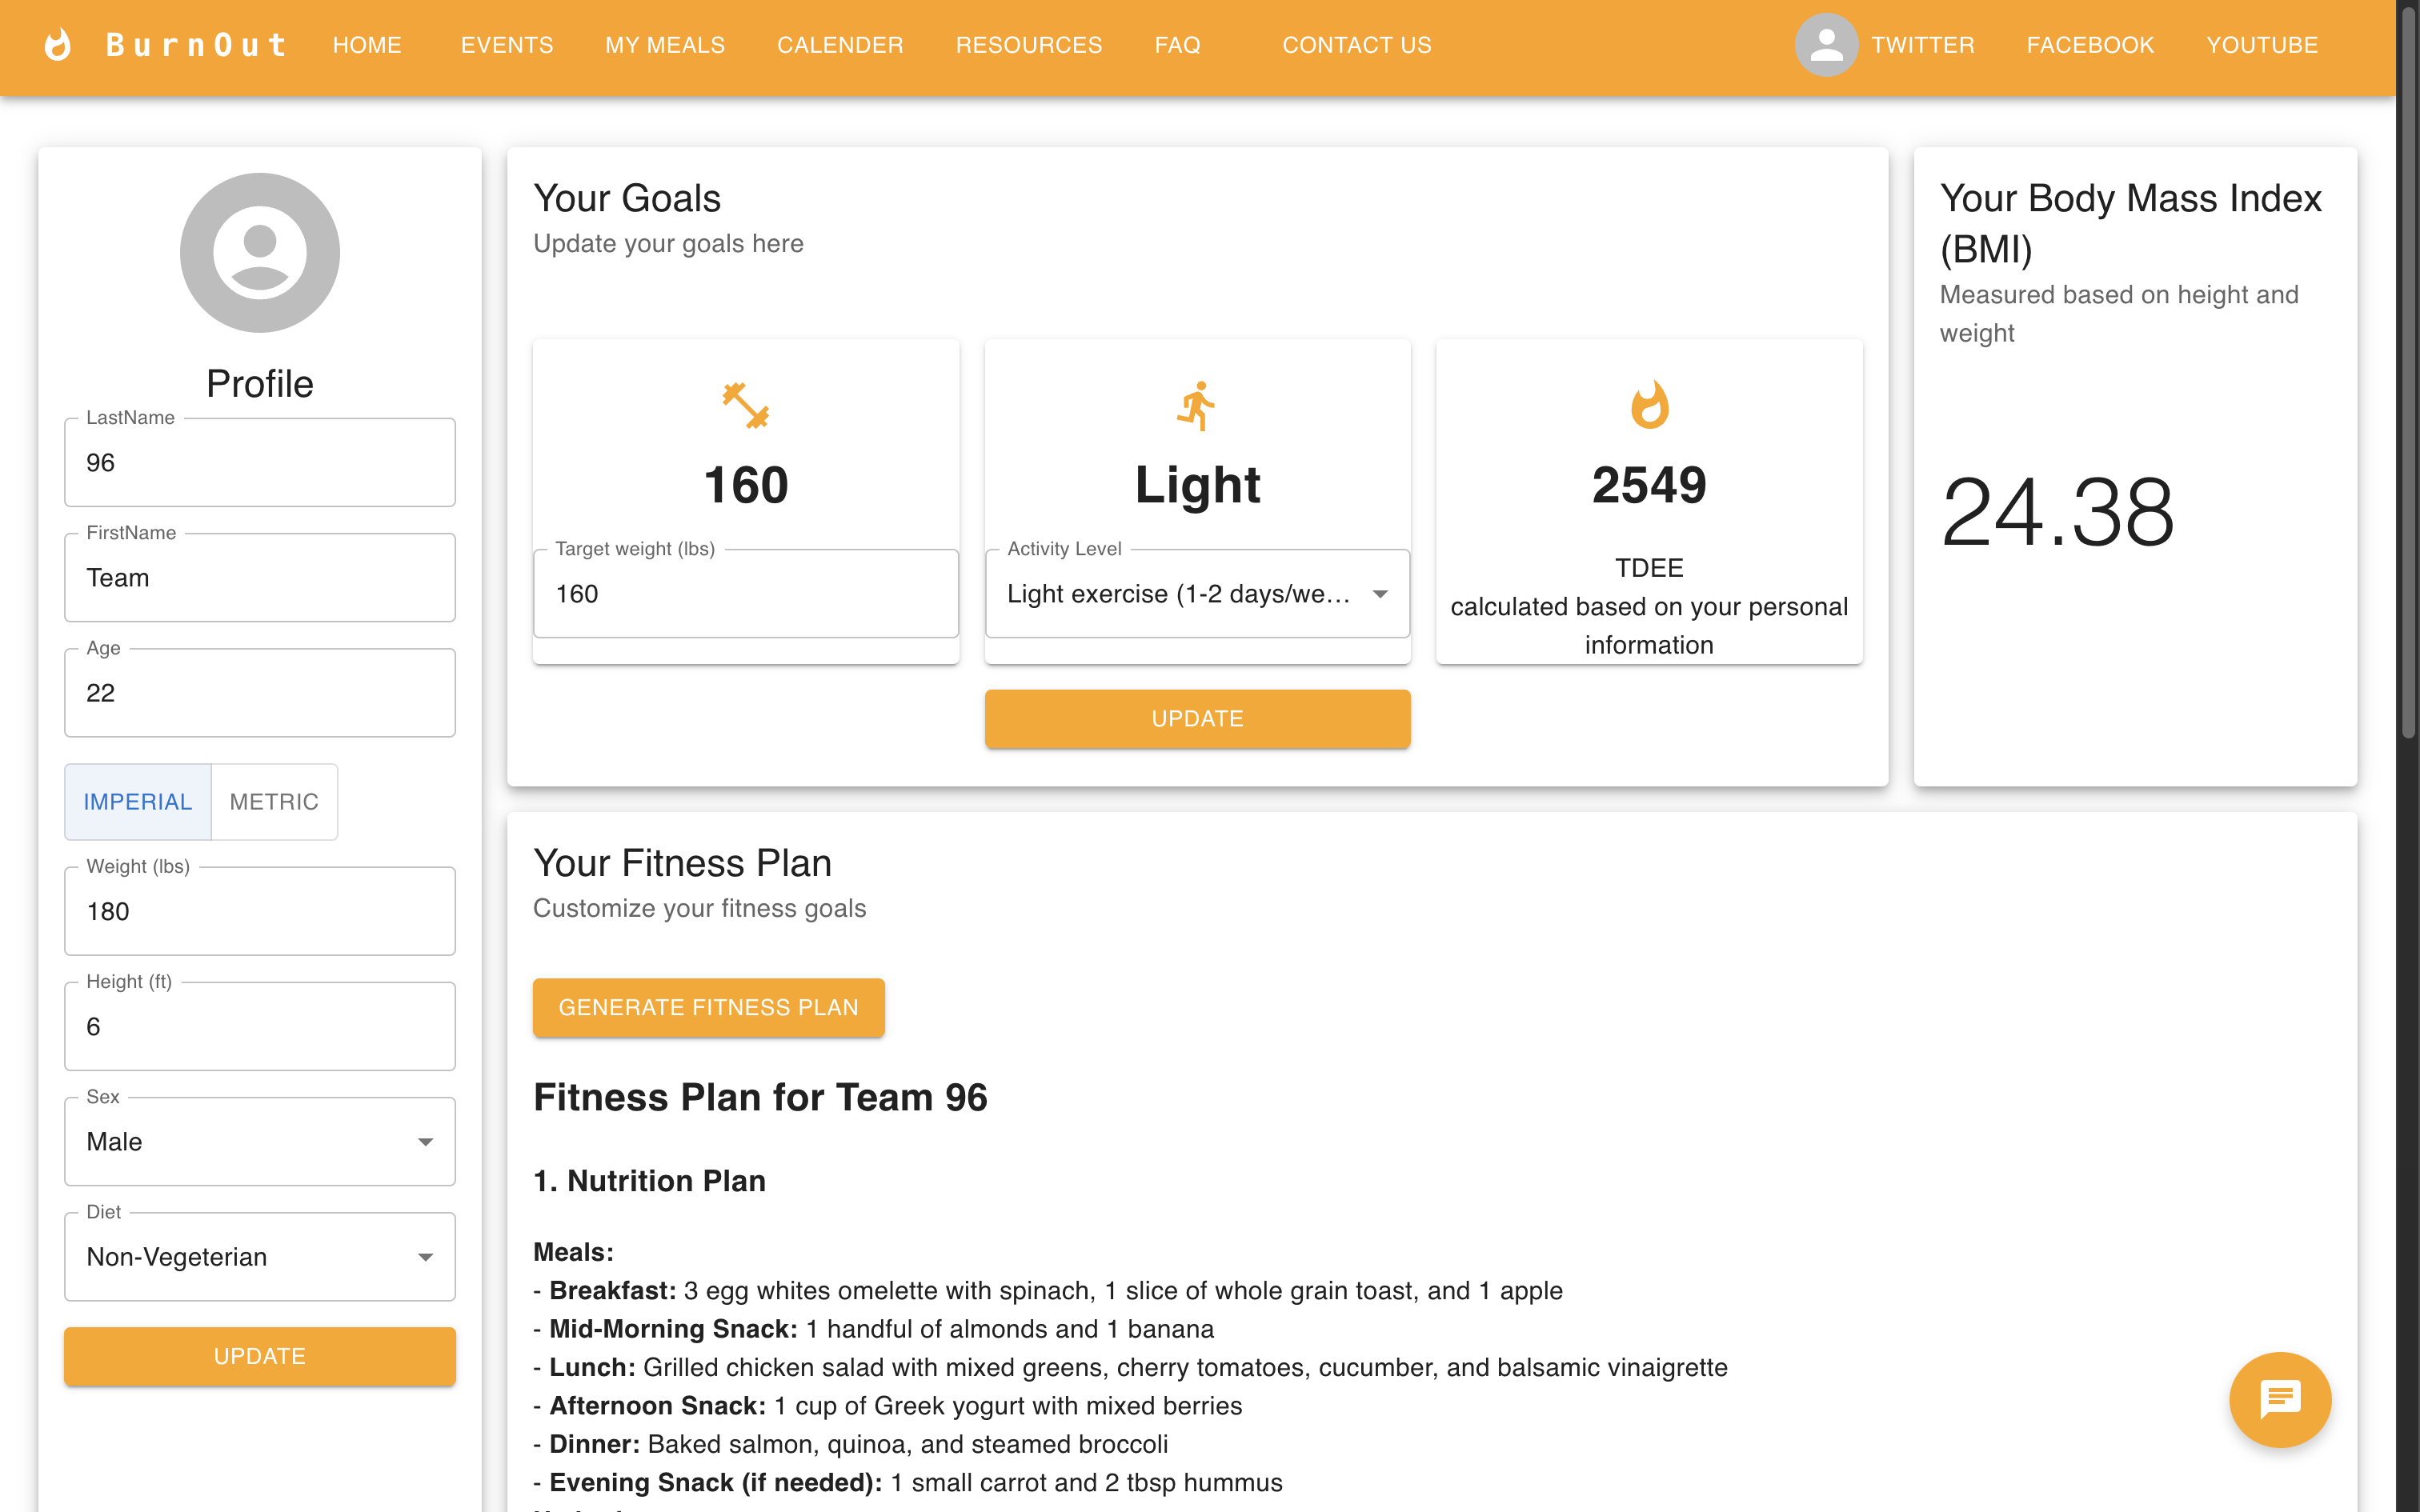 BurnOut HOME EVENTS MY MEALS CALENDER RESOURCES FAQ CONTACT US TWITTER FACEBOOK YOUTUBE
Profile
LastName
96
FirstName
Team
Age
22
IMPERIAL METRIC
Weight (lbs)
180
Height (ft)
6
Sex
Male
Diet
Non-Vegeterian
UPDATE
Your Goals
Update your goals here
160
Target weight (lbs)
160
Light
Activity Level
Light exercise (1-2 days/we...
2549
TDEE
calculated based on your personal
information
UPDATE
Your Body Mass Index
(BMI)
Measured based on height and
weight
24.38
Your Fitness Plan
Customize your fitness goals
GENERATE FITNESS PLAN
Fitness Plan for Team 96
1. Nutrition Plan
Meals:
- Breakfast: 3 egg whites omelette with spinach, 1 slice of whole grain toast, and 1 apple
- Mid-Morning Snack: 1 handful of almonds and 1 banana
- Lunch: Grilled chicken salad with mixed greens, cherry tomatoes, cucumber, and balsamic vinaigrette
- Afternoon Snack: 1 cup of Greek yogurt with mixed berries
- Dinner: Baked salmon, quinoa, and steamed broccoli
- Evening Snack (if needed): 1 small carrot and 2 tbsp hummus